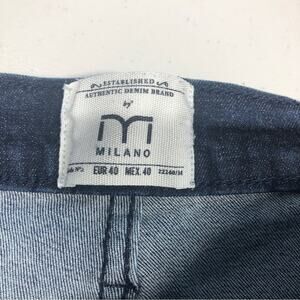 ESTABLISHED
AUTHENTIC DENIM BRAND
by
m
MILANO
EUR 40 MEX. 40